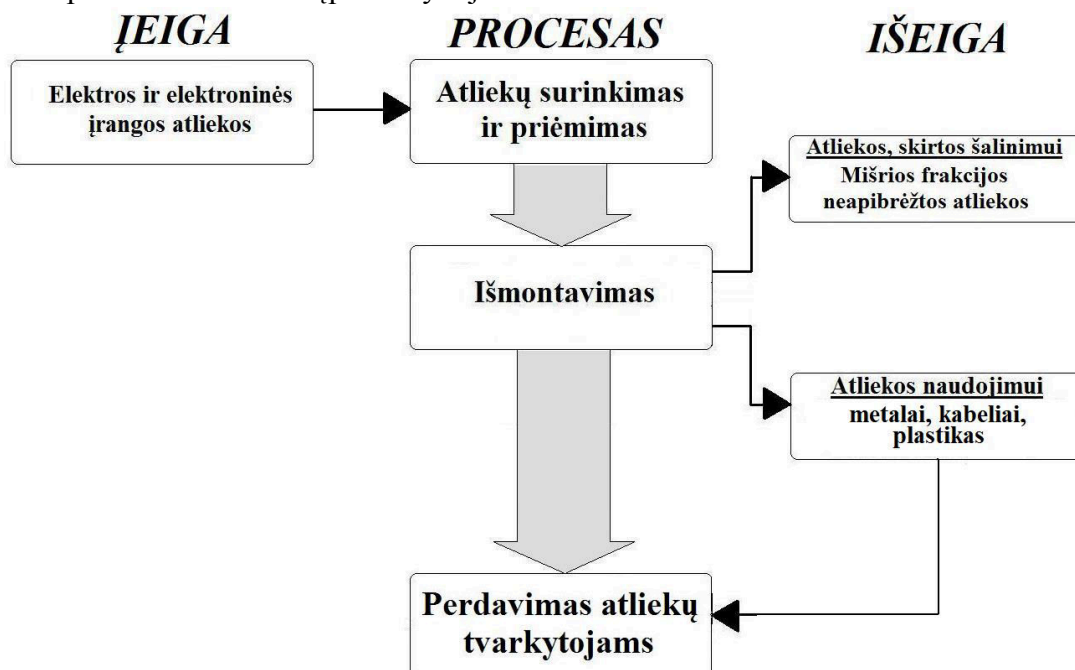 ĮEIGA
PROCESAS
IŠEIGA
Elektros ir elektroninės
įrangos atliekos
Atliekų surinkimas
ir priėmimas
Atliekos, skirtos šalinimui
Mišrios frakcijos
neapibrėžtos atliekos
Išmontavimas
Atliekos naudojimui
metalai, kabeliai,
plastikas
Perdavimas atliekų
tvarkytojams